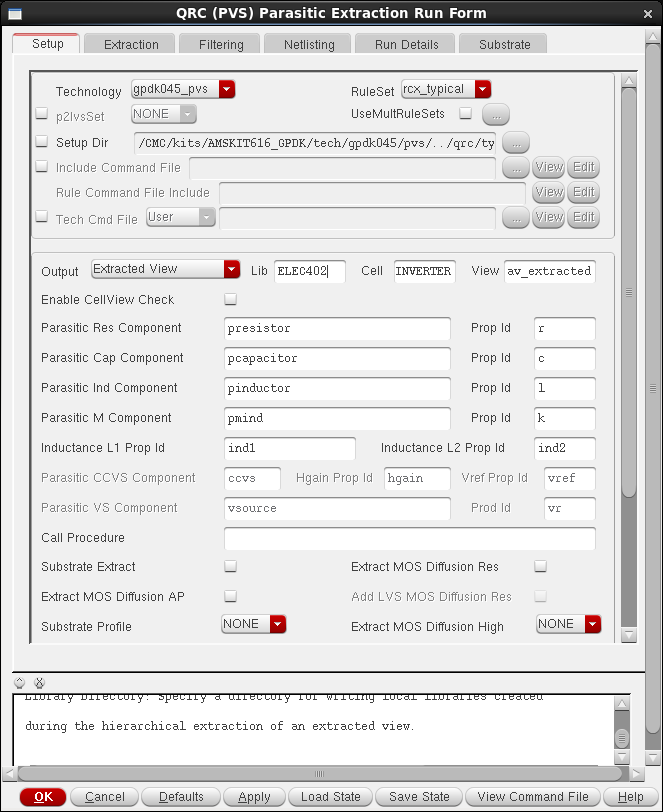 QRC (PVS) Parasitic Extraction Run Form
Setup Extraction Filtering Netlisting Run Details Substrate
Technology gpdk045_pvs RuleSet rcx_typical
p2lvsSet NONE UseMultRuleSets ...
Setup Dir /CMC/kits/AMSKIT616_GPDK/tech/gpdk045/pvs/../qrc/ty ...
Include Command File ... View Edit
Rule Command File Include View Edit
Tech Cmd File User ... View Edit
Output Extracted View Lib ELEC402 Cell INVERTER View av_extracted
Enable CellView Check
Parasitic Res Component presistor Prop Id r
Parasitic Cap Component pcapacitor Prop Id c
Parasitic Ind Component pinductor Prop Id l
Parasitic M Component pmind Prop Id k
Inductance L1 Prop Id ind1 Inductance L2 Prop Id ind2
Parasitic CCVS Component ccvs Hgain Prop Id hgain Vref Prop Id vref
Parasitic VS Component vsource Prod Id vr
Call Procedure
Substrate Extract Extract MOS Diffusion Res
Extract MOS Diffusion AP Add LVS MOS Diffusion Res
Substrate Profile NONE Extract MOS Diffusion High NONE
Library Directory: Specify a directory for writing local libraries created
during the hierarchical extraction of an extracted view.
OK Cancel Defaults Apply Load State Save State View Command File Help